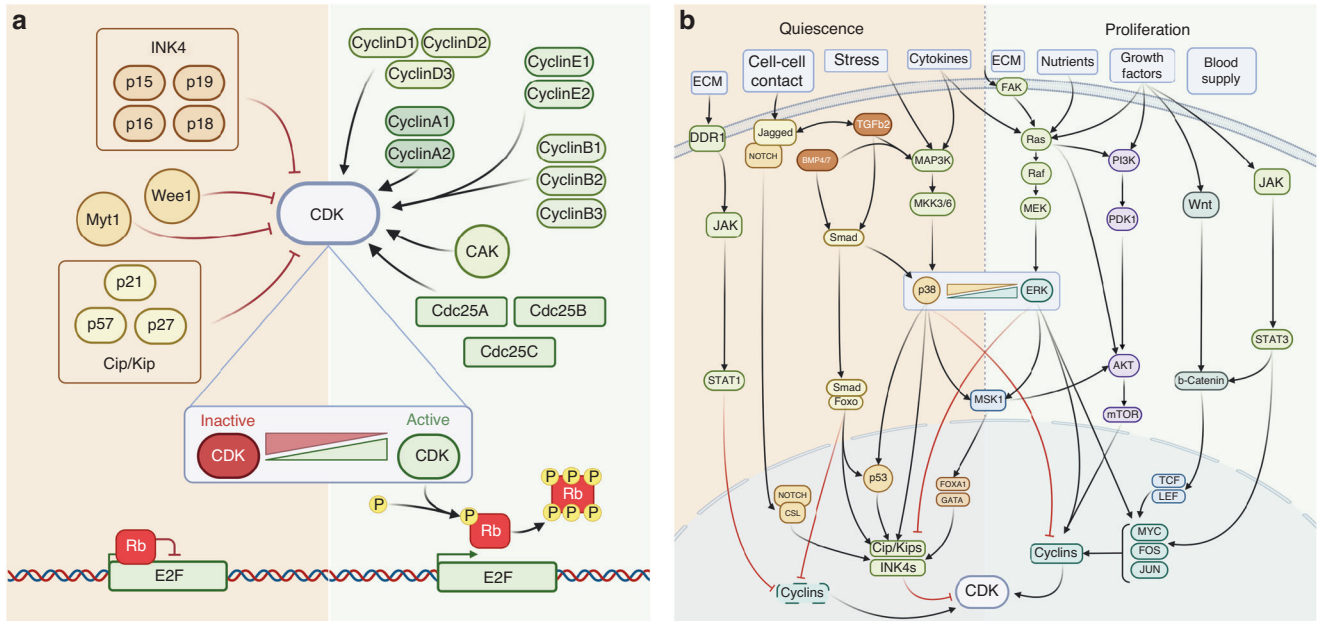 a
INK4
p15
p19
p16
p18
Wee1
Myt1
p21
p57
p27
Cip/Kip
CyclinD1
CyclinD2
CyclinD3
CyclinE1
CyclinE2
CyclinA1
CyclinA2
CyclinB1
CyclinB2
CyclinB3
CDK
CAK
Cdc25A
Cdc25B
Cdc25C
Inactive
Active
CDK
CDK
P
P
Rb
P P P
Rb
P P P
Rb
E2F
E2F
b
Quiescence
Proliferation
ECM
Cell-cell
contact
Stress
Cytokines
ECM
Nutrients
Growth
factors
Blood
supply
FAK
DDR1
Jagged
NOTCH
TGFb2
BMP4/7
MAP3K
Ras
PI3K
Raf
JAK
MKK3/6
MEK
PDK1
Wnt
JAK
Smad
p38
ERK
STAT3
STAT1
Smad
Foxo
MSK1
AKT
b-Catenin
mTOR
p53
FOXA1
GATA
TCF
LEF
NOTCH
CSL
MYC
FOS
JUN
Cip/Kips
INK4s
Cyclins
Cyclins
CDK